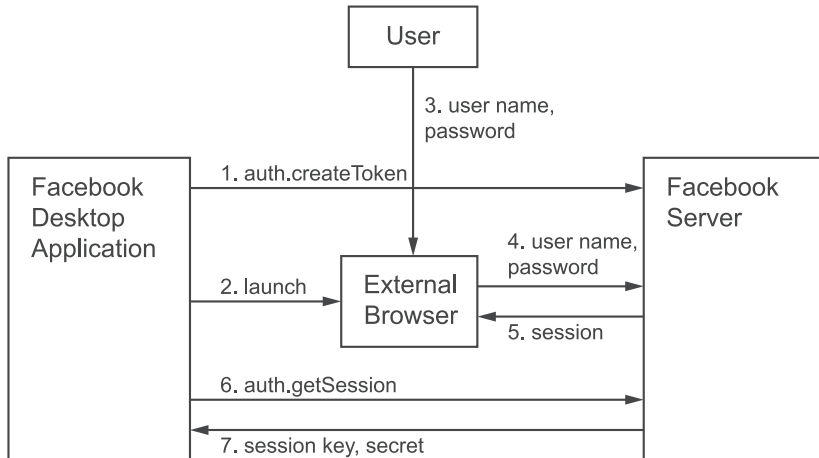 User
3. user name,
password
1. auth.createToken
Facebook
Desktop
Application
Facebook
Server
4. user name,
password
External
Browser
2. launch
5. session
6. auth.getSession
7. session key, secret